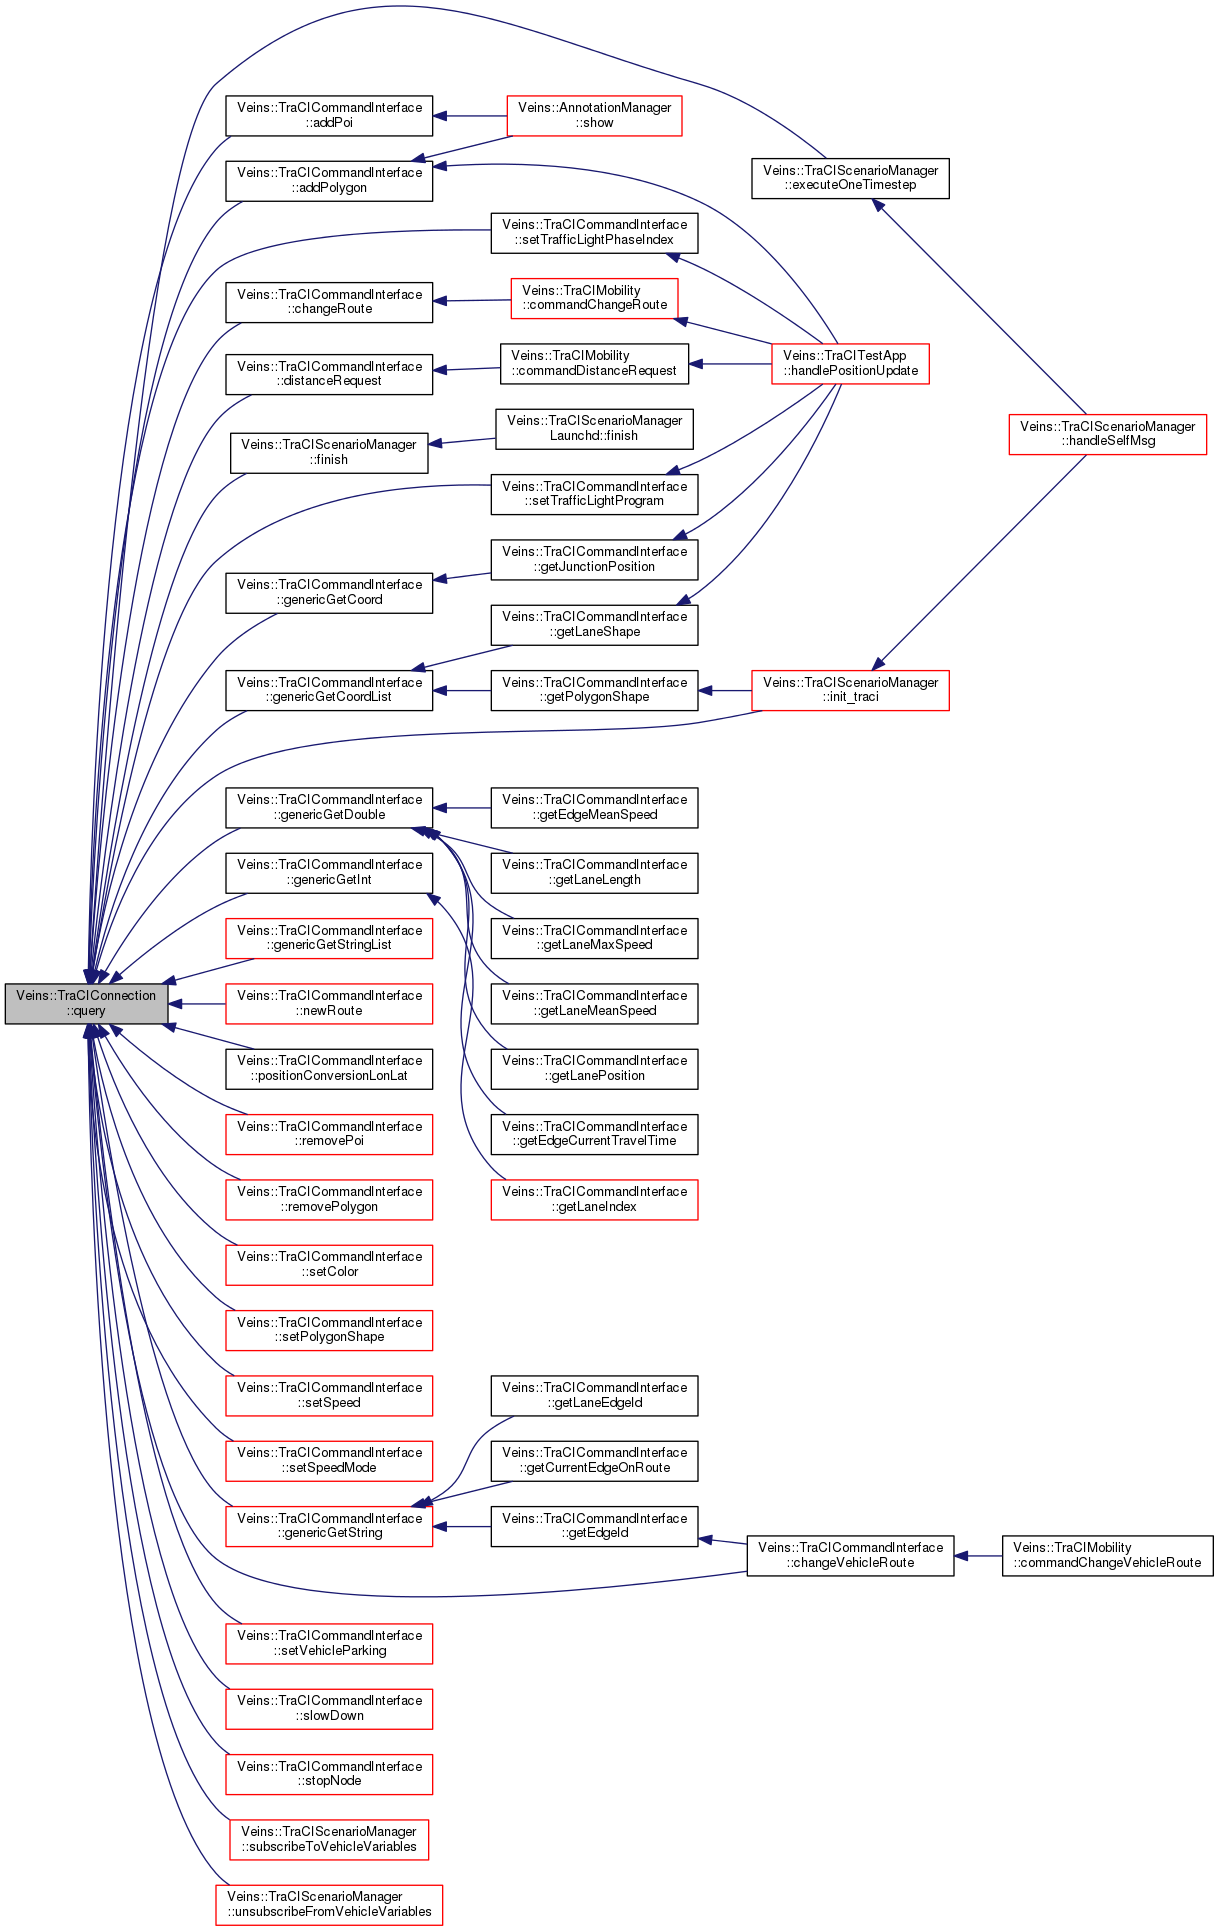 Veins::TraCICommandInterface
::addPoi
Veins::AnnotationManager
::show
Veins::TraCICommandInterface
::addPolygon
Veins::TraCIScenarioManager
::executeOneTimestep
Veins::TraCICommandInterface
::setTrafficLightPhaseIndex
Veins::TraCICommandInterface
::changeRoute
Veins::TraCIMobility
::commandChangeRoute
Veins::TraCICommandInterface
::distanceRequest
Veins::TraCIMobility
::commandDistanceRequest
Veins::TraCITestApp
::handlePositionUpdate
Veins::TraCIScenarioManager
::finish
Veins::TraCIScenarioManager
Launchd::finish
Veins::TraCIScenarioManager
::handleSelfMsg
Veins::TraCICommandInterface
::setTrafficLightProgram
Veins::TraCICommandInterface
::getJunctionPosition
Veins::TraCICommandInterface
::genericGetCoord
Veins::TraCICommandInterface
::getLaneShape
Veins::TraCICommandInterface
::genericGetCoordList
Veins::TraCICommandInterface
::getPolygonShape
Veins::TraCIScenarioManager
::init_traci
Veins::TraCICommandInterface
::genericGetDouble
Veins::TraCICommandInterface
::getEdgeMeanSpeed
Veins::TraCICommandInterface
::genericGetInt
Veins::TraCICommandInterface
::getLaneLength
Veins::TraCICommandInterface
::genericGetStringList
Veins::TraCICommandInterface
::getLaneMaxSpeed
Veins::TraCIConnection
::query
Veins::TraCICommandInterface
::newRoute
Veins::TraCICommandInterface
::getLaneMeanSpeed
Veins::TraCICommandInterface
::positionConversionLonLat
Veins::TraCICommandInterface
::getLanePosition
Veins::TraCICommandInterface
::removePoi
Veins::TraCICommandInterface
::getEdgeCurrentTravelTime
Veins::TraCICommandInterface
::removePolygon
Veins::TraCICommandInterface
::getLaneIndex
Veins::TraCICommandInterface
::setColor
Veins::TraCICommandInterface
::setPolygonShape
Veins::TraCICommandInterface
::setSpeed
Veins::TraCICommandInterface
::getLaneEdgeId
Veins::TraCICommandInterface
::setSpeedMode
Veins::TraCICommandInterface
::getCurrentEdgeOnRoute
Veins::TraCICommandInterface
::genericGetString
Veins::TraCICommandInterface
::getEdgeId
Veins::TraCICommandInterface
::changeVehicleRoute
Veins::TraCIMobility
::commandChangeVehicleRoute
Veins::TraCICommandInterface
::setVehicleParking
Veins::TraCICommandInterface
::slowDown
Veins::TraCICommandInterface
::stopNode
Veins::TraCIScenarioManager
::subscribeToVehicleVariables
Veins::TraCIScenarioManager
::unsubscribeFromVehicleVariables